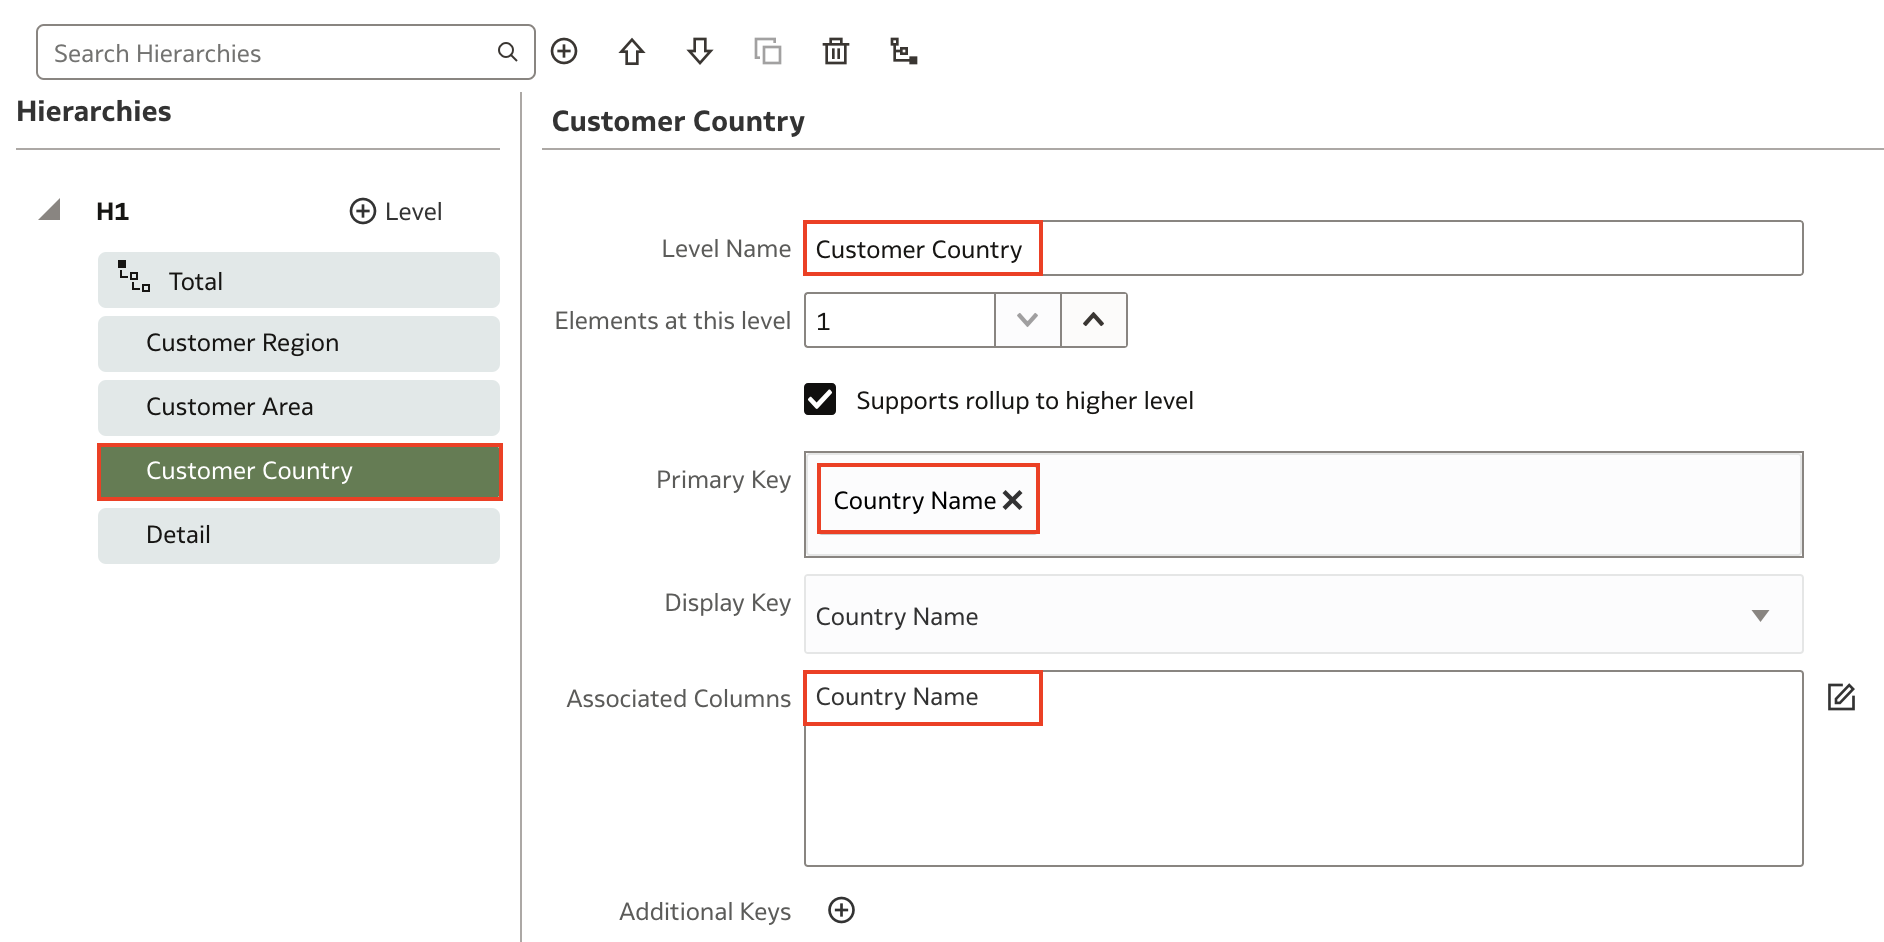 Search Hierarchies
Hierarchies
H1
Level
Total
Customer Region
Customer Area
Customer Country
Detail
Customer Country
Level Name
Customer Country
Elements at this level
1
Supports rollup to higher level
Primary Key
Country Name
Display Key
Country Name
Associated Columns
Country Name
Additional Keys